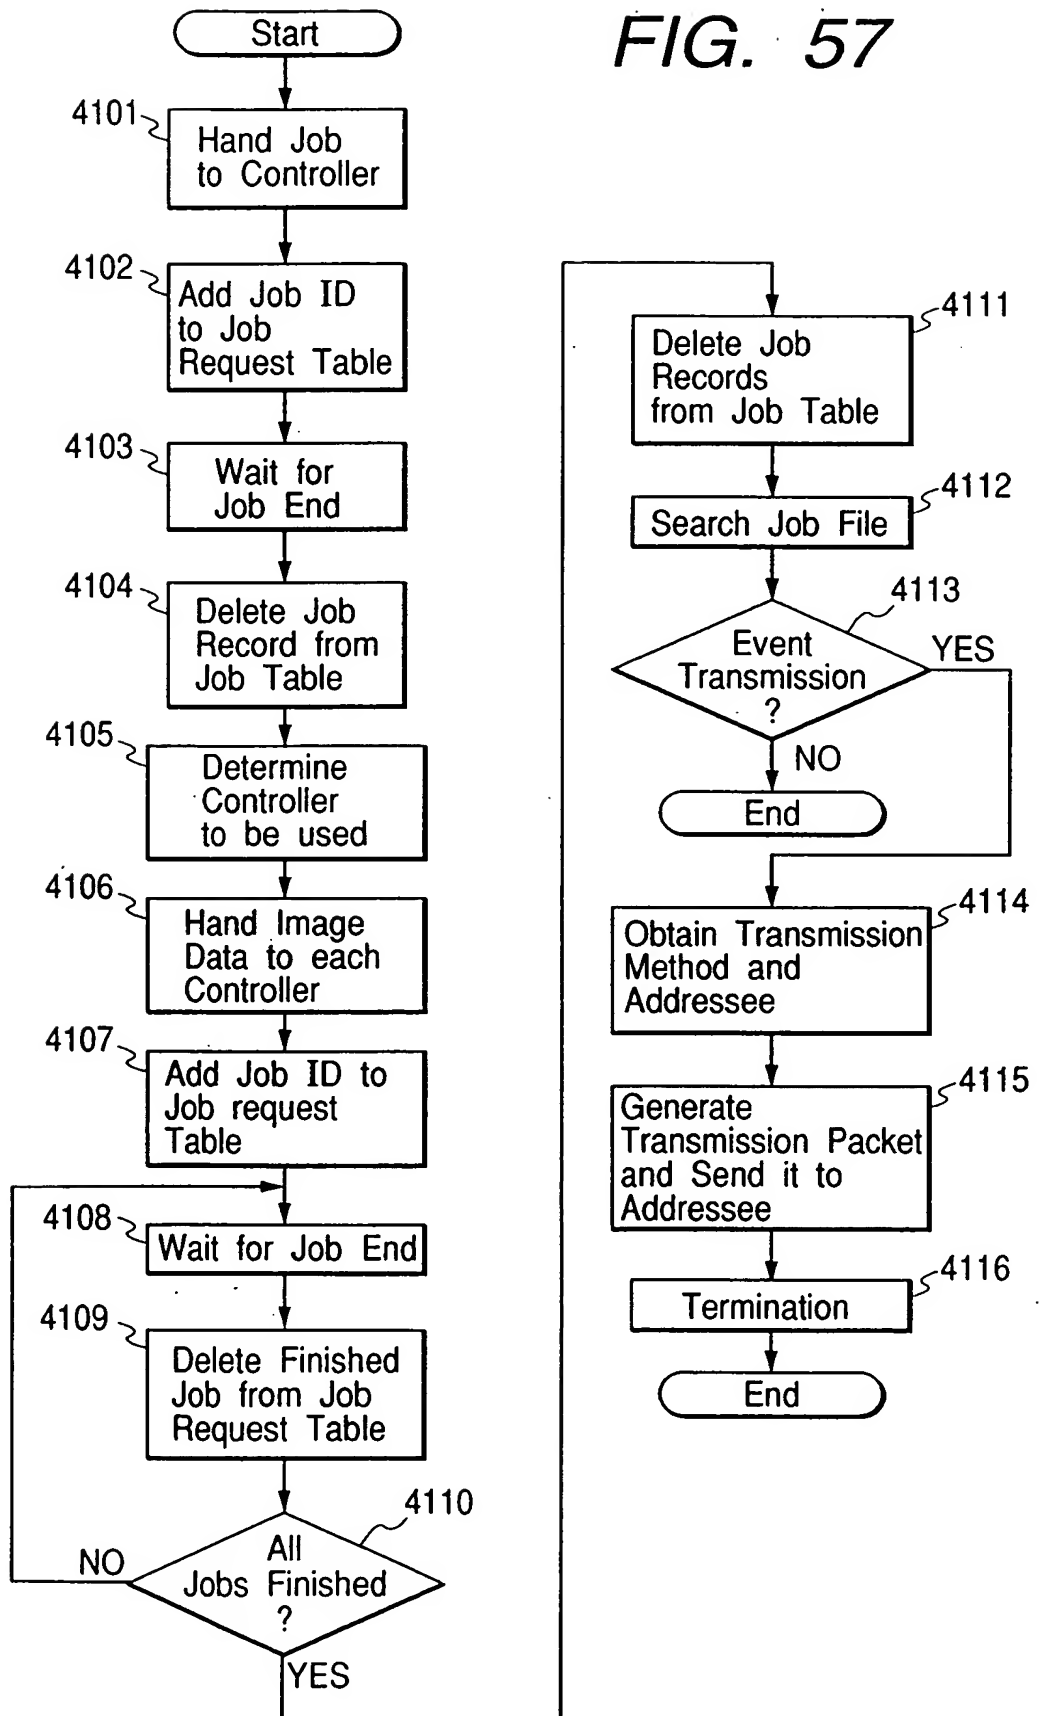 FIG. 57
Start
4101
Hand Job
to Controller
4102
Add Job ID
to Job
Request Table
4103
Wait for
Job End
4104
Delete Job
Record from
Job Table
4105
Determine
Controller
to be used
4106
Hand Image
Data to each
Controller
4107
Add Job ID to
Job request
Table
4108
Wait for Job End
4109
Delete Finished
Job from Job
Request Table
4110
All
Jobs Finished
?
NO
YES
4111
Delete Job
Records
from Job Table
4112
Search Job File
4113
Event
Transmission
?
YES
NO
End
4114
Obtain Transmission
Method and
Addressee
4115
Generate
Transmission Packet
and Send it to
Addressee
4116
Termination
End